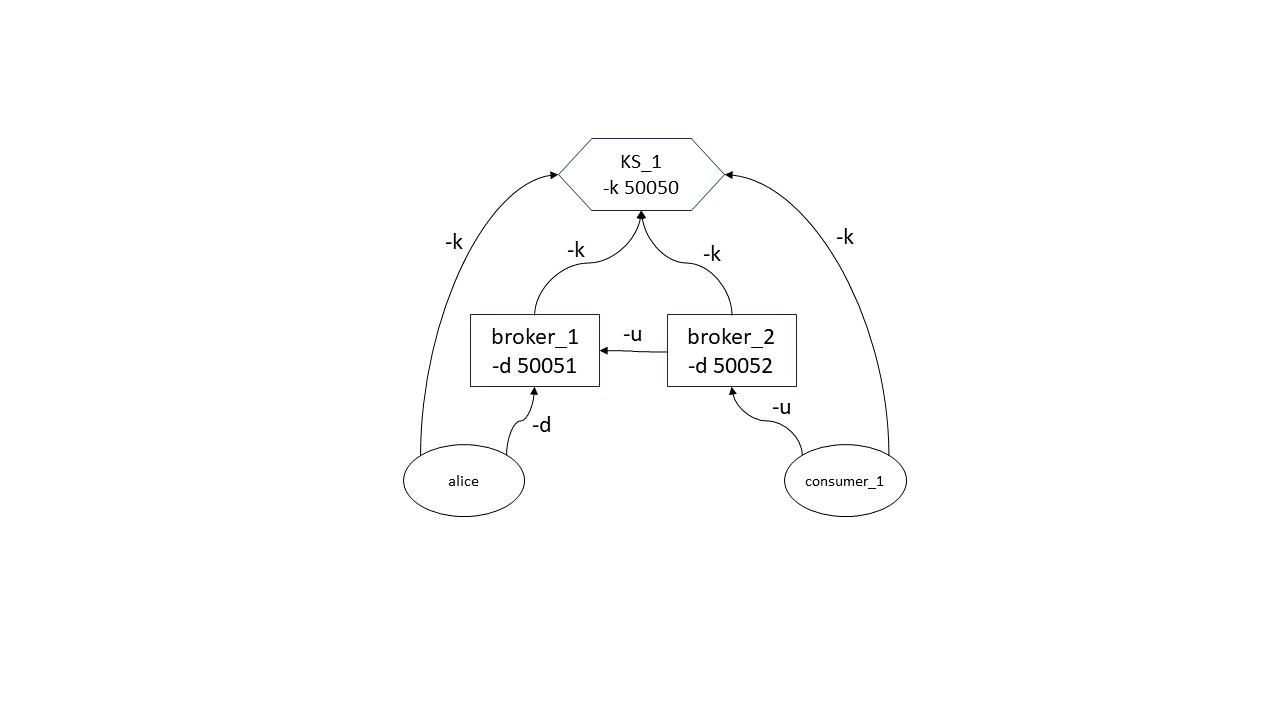 KS_1
-k 50050
-k
-k
-k
-k
broker_1
-d 50051
-u
broker_2
-d 50052
-d
-u
alice
consumer_1